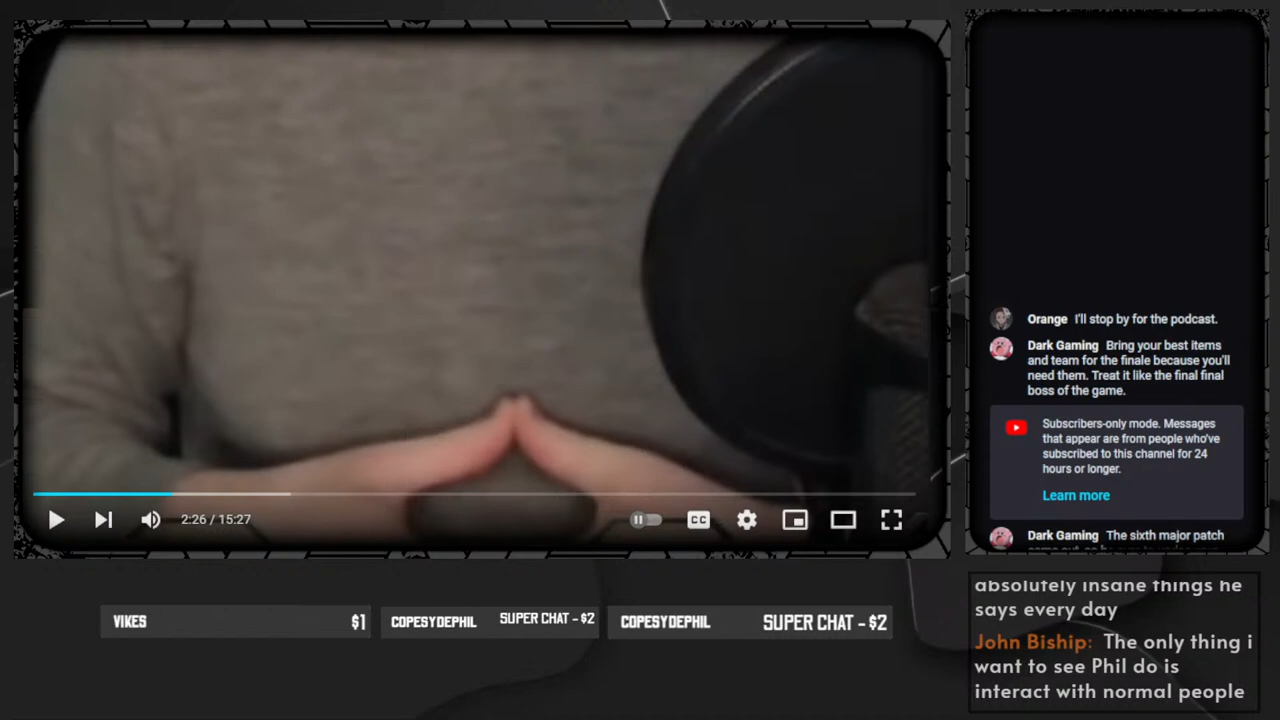 Orange I'll stop by for the podcast.
Dark Gaming Bring your best items
and team for the finale because you'll
need them. Treat it like the final final
boss of the game.
Subscribers-only mode. Messages
that appear are from people who've
subscribed to this channel for 24
hours or longer.
Learn more
Dark Gaming The sixth major patch
2:26 / 15:27
CC
VIKES $1
COPESYDEPHIL SUPER CHAT - $2
COPESYDEPHIL SUPER CHAT - $2
absolutely insane things he
says every day
John Biship: The only thing i
want to see Phil do is
interact with normal people